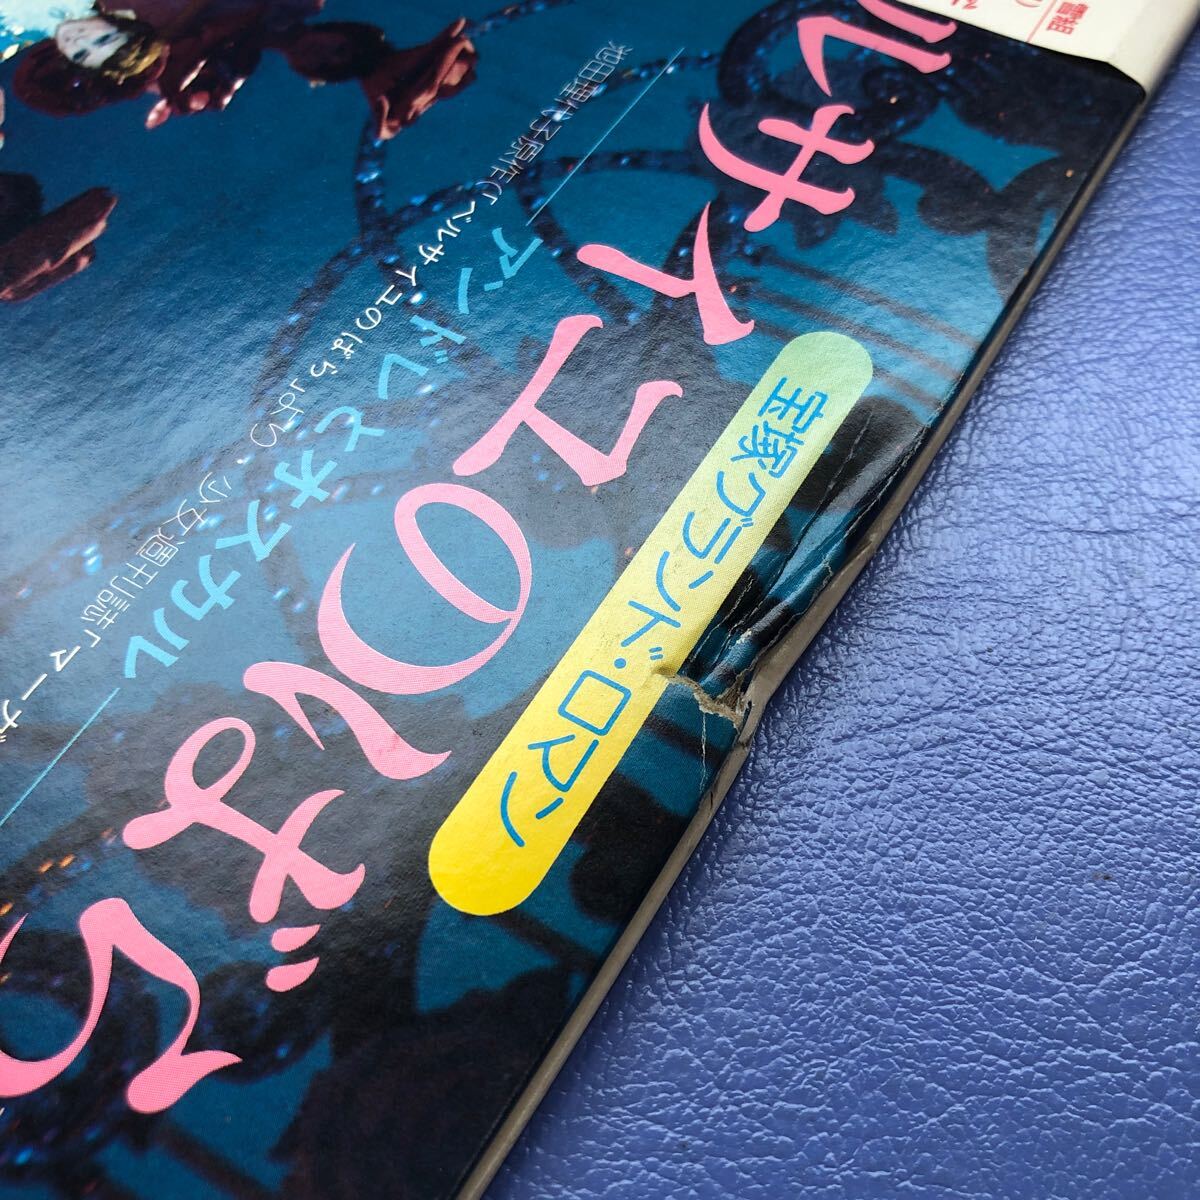 番組
宝塚グランド・ロマン
ルサイユのばら
アンドレとオスカル
池田理代子原作(「ベルサイユのばら」より・少女週刊誌「マーガ